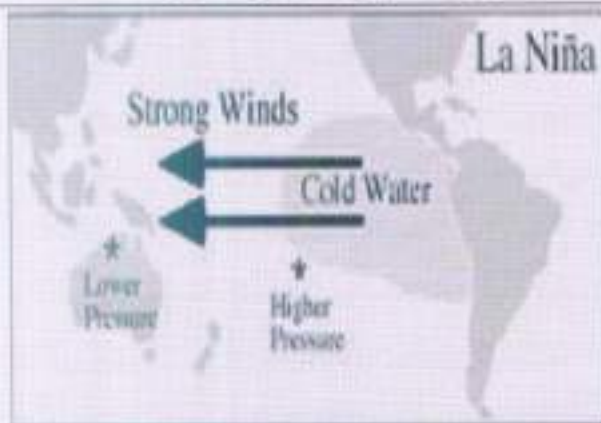 La Niña
Strong Winds
Cold Water
Lower
Pressure
Higher
Pressure